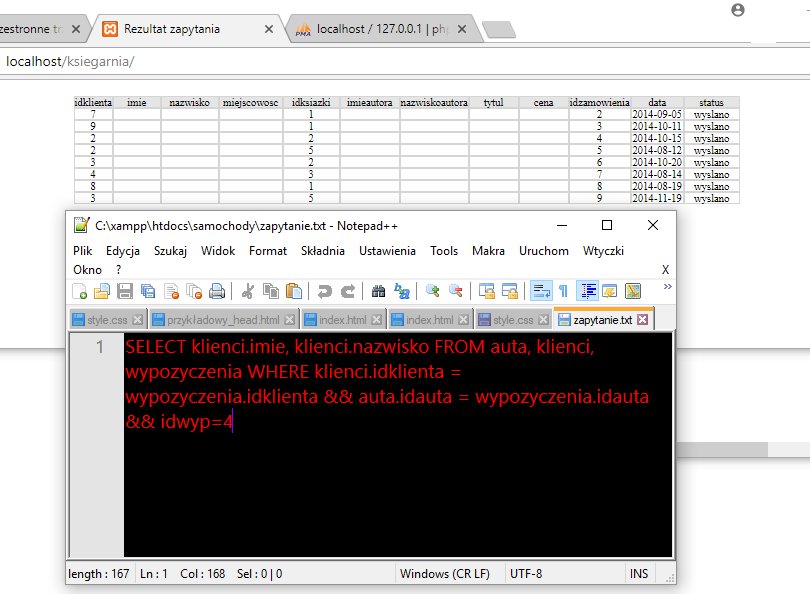 zestronne tr
Rezultat zapytania
localhost / 127.0.0.1 | php
localhost/ksiegarnia/
idklienta imie nazwisko miejscowosc idksiazki imieautora nazwiskoautora tytul cena idzamowienia data status
7 1 2 2014-09-05 wyslano
9 1 3 2014-10-11 wyslano
2 2 4 2014-10-15 wyslano
2 5 5 2014-08-12 wyslano
3 2 6 2014-10-20 wyslano
4 3 7 2014-08-14 wyslano
8 1 8 2014-08-19 wyslano
3 5 9 2014-11-19 wyslano
C:\xampp\htdocs\samochody\zapytanie.txt - Notepad++
Plik Edycja Szukaj Widok Format Składnia Ustawienia Tools Makra Uruchom Wtyczki
Okno ? X
style.css przykładowy_head.html index.html index.html style.css zapytanie.txt
1 SELECT klienci.imie, klienci.nazwisko FROM auta, klienci,
wypozyczenia WHERE klienci.idklienta =
wypozyczenia.idklienta && auta.idauta = wypozyczenia.idauta
&& idwyp=4
length : 167 Ln : 1 Col : 168 Sel : 0 | 0 Windows (CR LF) UTF-8 INS